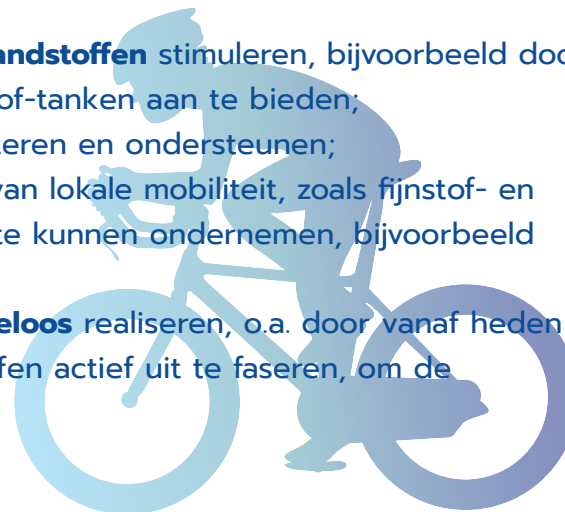 andstoffen stimuleren, bijvoorbeeld doo
of-tanken aan te bieden;
eren en ondersteunen;
van lokale mobiliteit, zoals fijnstof- en
te kunnen ondernemen, bijvoorbeeld
eloos realiseren, o.a. door vanaf heden
fen actief uit te faseren, om de